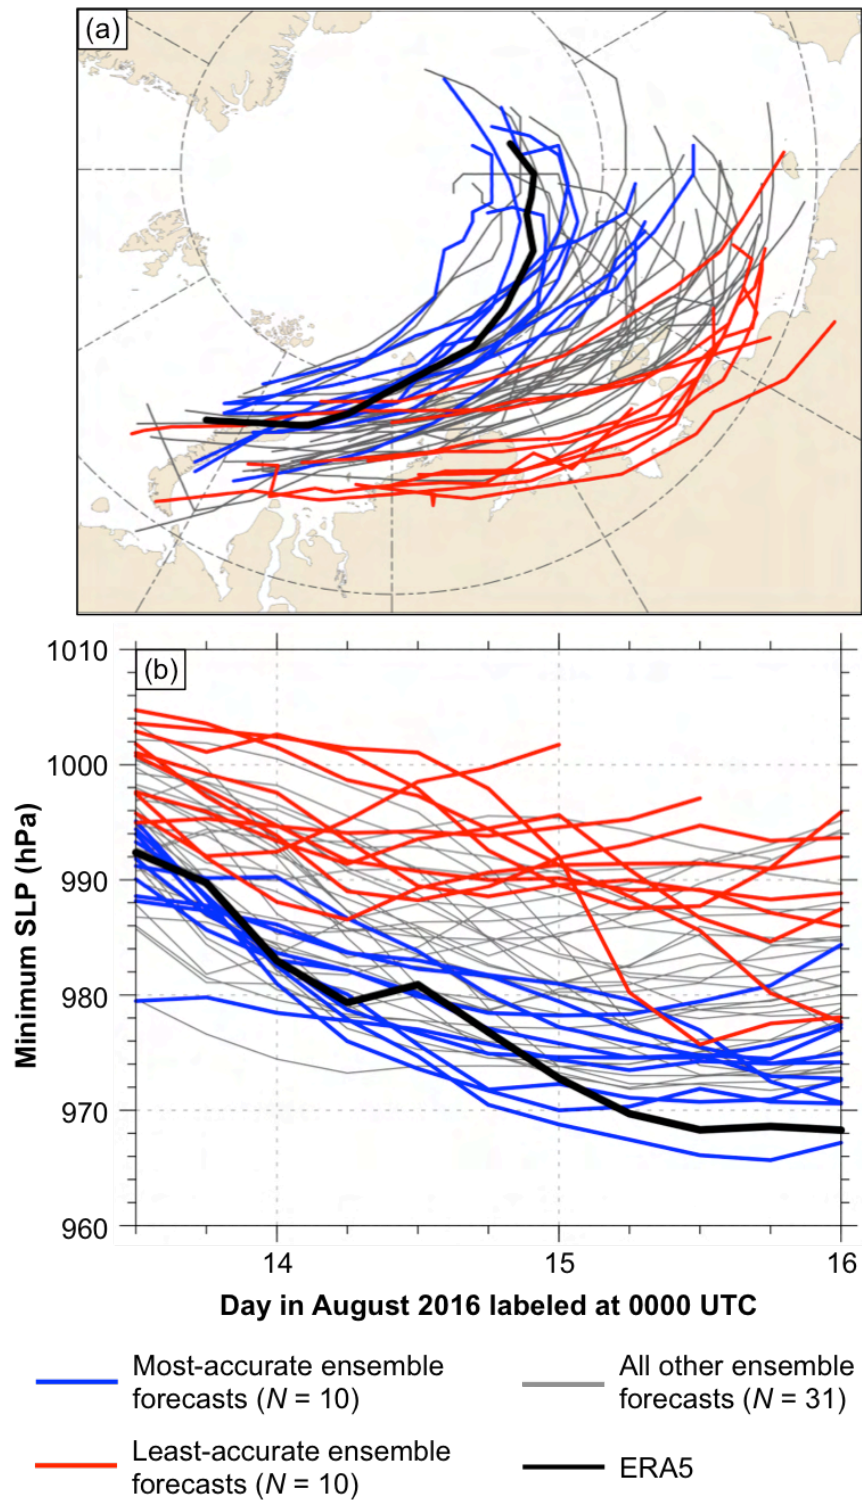 (a)
(b)
1010
1000
990
980
970
960
Minimum SLP (hPa)
14
15
16
Day in August 2016 labeled at 0000 UTC
Most-accurate ensemble
forecasts (N = 10)
All other ensemble
forecasts (N = 31)
Least-accurate ensemble
forecasts (N = 10)
ERA5